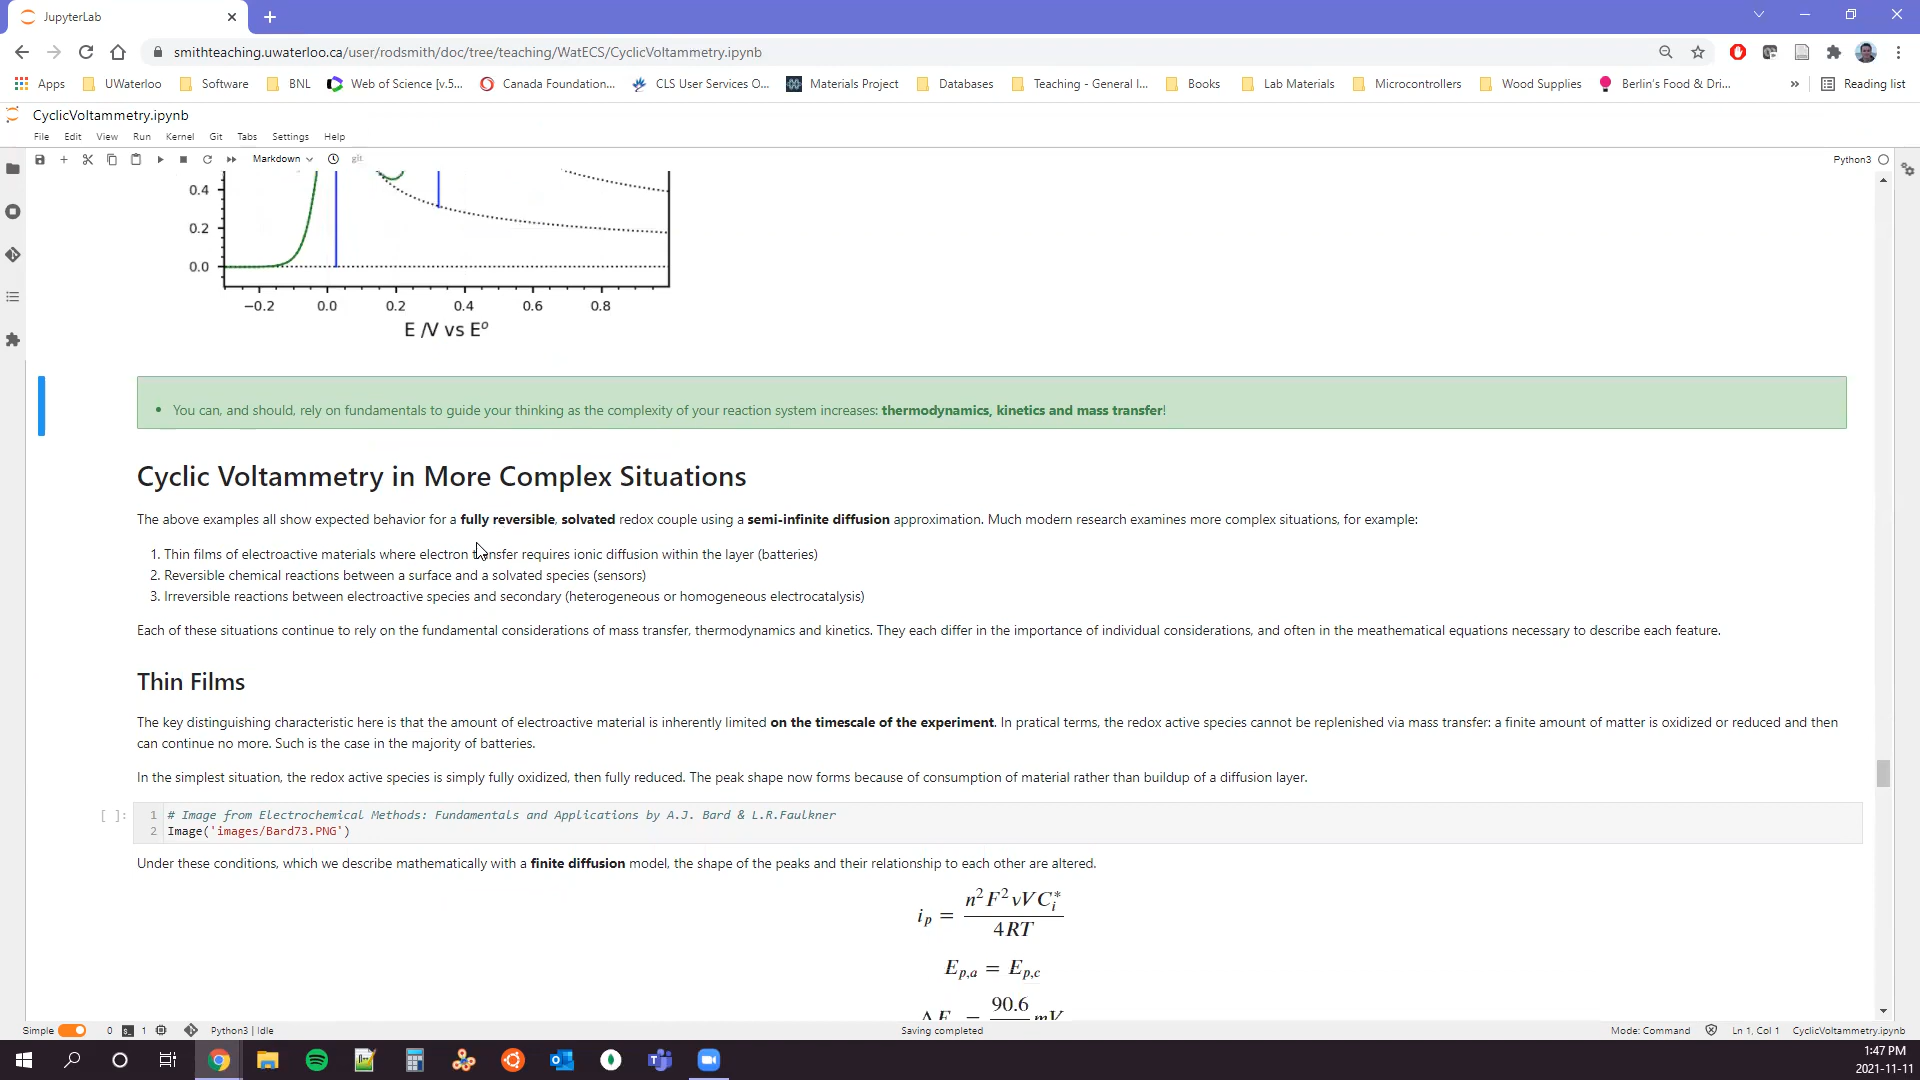 JupyterLab
smithteaching.uwaterloo.ca/user/rodsmith/doc/tree/teaching/WatECS/CyclicVoltammetry.ipynb
Apps UWaterloo Software BNL Web of Science [v.5... Canada Foundation... CLS User Services O... Materials Project Databases Teaching - General I... Books Lab Materials Microcontrollers Wood Supplies Berlin's Food & Dri... » Reading list
CyclicVoltammetry.ipynb
File Edit View Run Kernel Git Tabs Settings Help
Markdown git Python3
0.4
0.2
0.0
−0.2 0.0 0.2 0.4 0.6 0.8
E /V vs Eº
• You can, and should, rely on fundamentals to guide your thinking as the complexity of your reaction system increases: thermodynamics, kinetics and mass transfer!
Cyclic Voltammetry in More Complex Situations
The above examples all show expected behavior for a fully reversible, solvated redox couple using a semi-infinite diffusion approximation. Much modern research examines more complex situations, for example:
1. Thin films of electroactive materials where electron transfer requires ionic diffusion within the layer (batteries)
2. Reversible chemical reactions between a surface and a solvated species (sensors)
3. Irreversible reactions between electroactive species and secondary (heterogeneous or homogeneous electrocatalysis)
Each of these situations continue to rely on the fundamental considerations of mass transfer, thermodynamics and kinetics. They each differ in the importance of individual considerations, and often in the meathematical equations necessary to describe each feature.
Thin Films
The key distinguishing characteristic here is that the amount of electroactive material is inherently limited on the timescale of the experiment. In pratical terms, the redox active species cannot be replenished via mass transfer: a finite amount of matter is oxidized or reduced and then
can continue no more. Such is the case in the majority of batteries.
In the simplest situation, the redox active species is simply fully oxidized, then fully reduced. The peak shape now forms because of consumption of material rather than buildup of a diffusion layer.
[ ]: 1 # Image from Electrochemical Methods: Fundamentals and Applications by A.J. Bard & L.R.Faulkner
2 Image('images/Bard73.PNG')
Under these conditions, which we describe mathematically with a finite diffusion model, the shape of the peaks and their relationship to each other are altered.
i_p = n²F²νVC_i* / 4RT
E_p,a = E_p,c
90.6
mV
Simple 0 1 Python3 | Idle Saving completed Mode: Command Ln 1, Col 1 CyclicVoltammetry.ipynb
1:47 PM
2021-11-11